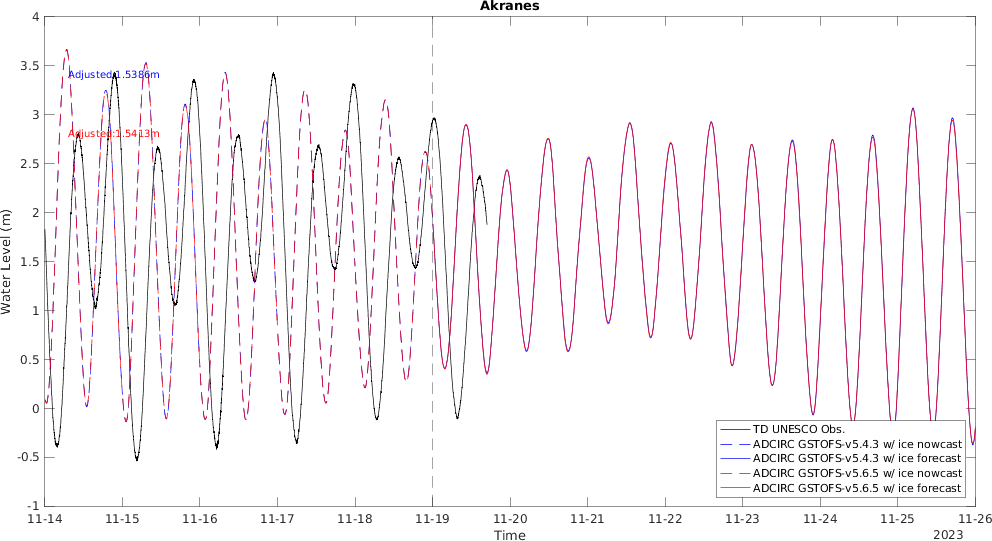 Akranes
4
3.5
3
2.5
2
1.5
1
0.5
0
-0.5
-1
Water Level (m)
Adjusted:1.5386m
Adjusted:1.5413m
TD UNESCO Obs.
ADCIRC GSTOFS-v5.4.3 w/ ice nowcast
ADCIRC GSTOFS-v5.4.3 w/ ice forecast
ADCIRC GSTOFS-v5.6.5 w/ ice nowcast
ADCIRC GSTOFS-v5.6.5 w/ ice forecast
11-14 11-15 11-16 11-17 11-18 11-19 11-20 11-21 11-22 11-23 11-24 11-25 11-26
Time
2023